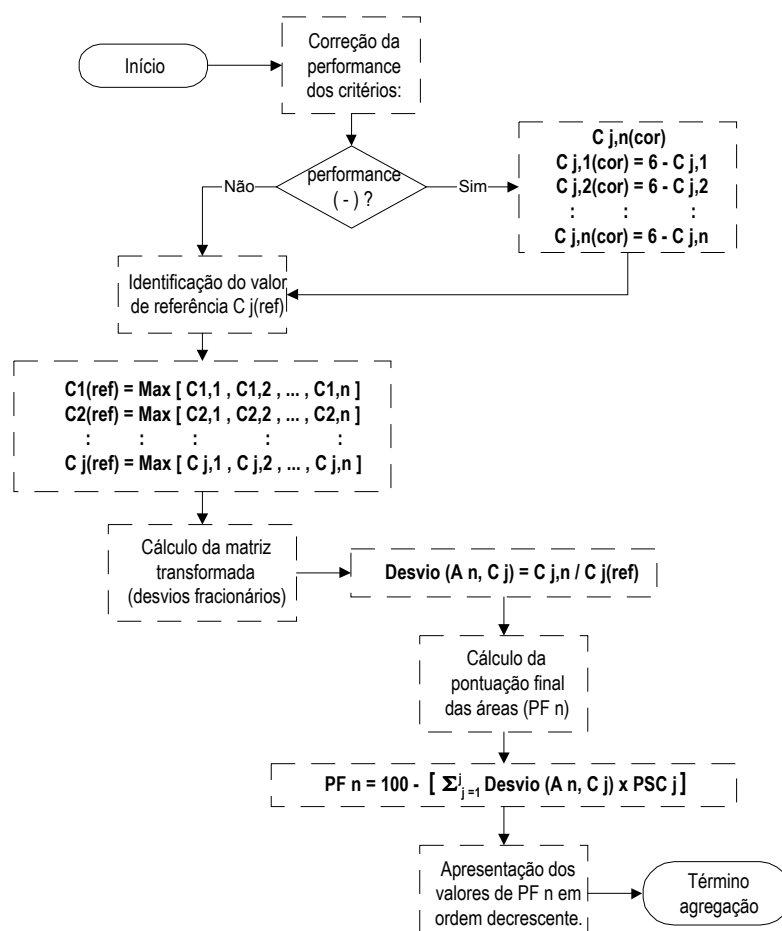 Início
Correção da
performance
dos critérios:
performance
( - ) ?
Não
Sim
C j,n(cor)
C j,1(cor) = 6 - C j,1
C j,2(cor) = 6 - C j,2
: : :
C j,n(cor) = 6 - C j,n
Identificação do valor
de referência C j(ref)
C1(ref) = Max [ C1,1 , C1,2 , ... , C1,n ]
C2(ref) = Max [ C2,1 , C2,2 , ... , C2,n ]
: : : : :
C j(ref) = Max [ C j,1 , C j,2 , ... , C j,n ]
Cálculo da matriz
transformada
(desvios fracionários)
Desvio (A n, C j) = C j,n / C j(ref)
Cálculo da
pontuação final
das áreas (PF n)
PF n = 100 - [ Σ j j =1 Desvio (A n, C j) x PSC j ]
Apresentação dos
valores de PF n em
ordem decrescente.
Término
agregação